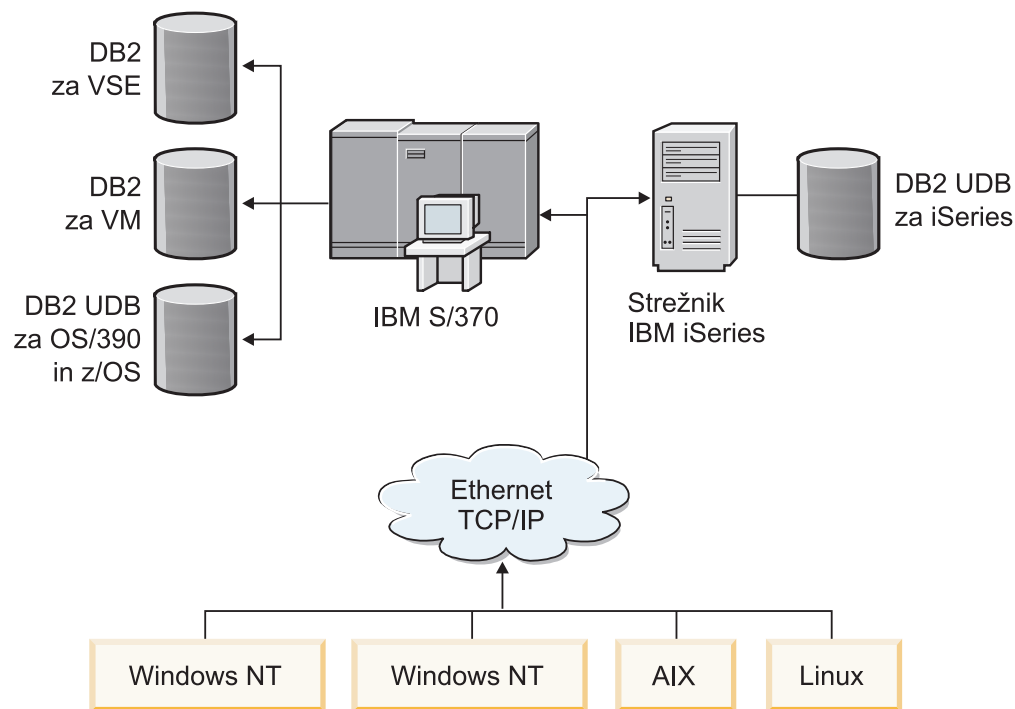 DB2
za VSE
DB2
za VM
DB2 UDB
za OS/390
in z/OS
IBM S/370
Strežnik
IBM iSeries
DB2 UDB
za iSeries
Ethernet
TCP/IP
Windows NT
Windows NT
AIX
Linux